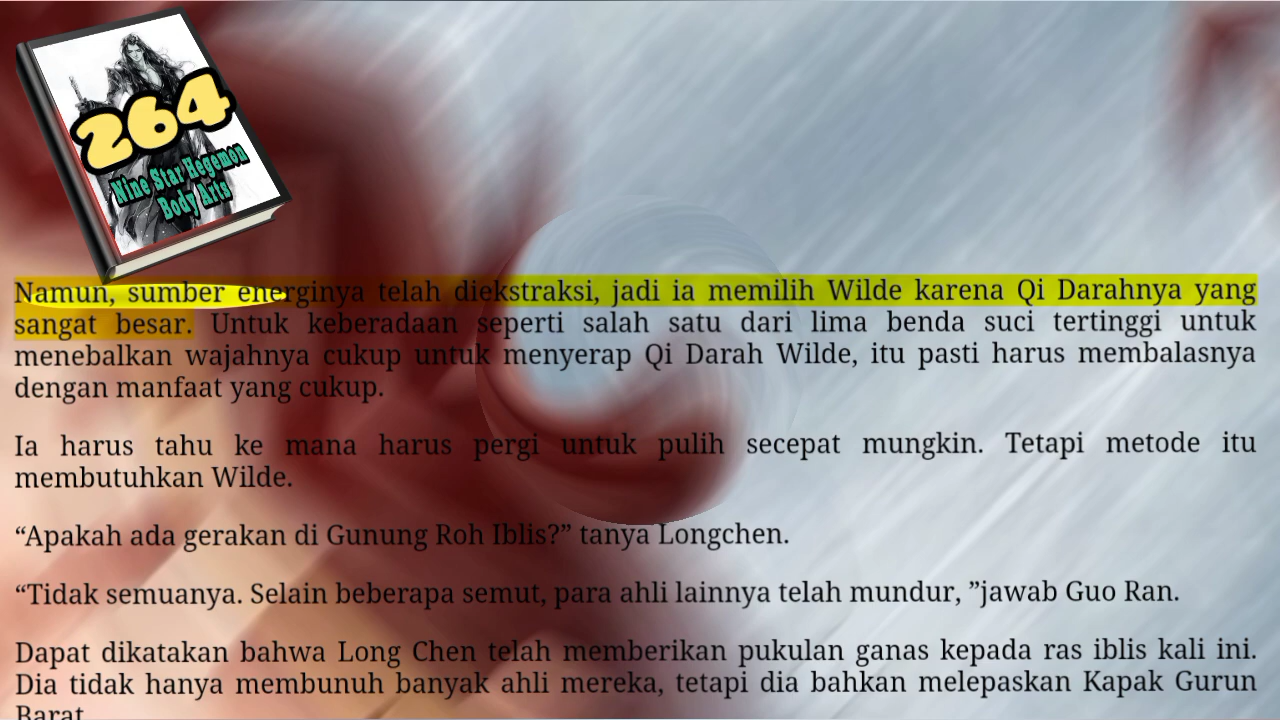 264
Nine Star Hegemon
Body Arts
Namun, sumber energinya telah diekstraksi, jadi ia memilih Wilde karena Qi Darahnya yang
sangat besar. Untuk keberadaan seperti salah satu dari lima benda suci tertinggi untuk
menebalkan wajahnya cukup untuk menyerap Qi Darah Wilde, itu pasti harus membalasnya
dengan manfaat yang cukup.
Ia harus tahu ke mana harus pergi untuk pulih secepat mungkin. Tetapi metode itu
membutuhkan Wilde.
“Apakah ada gerakan di Gunung Roh Iblis?” tanya Longchen.
“Tidak semuanya. Selain beberapa semut, para ahli lainnya telah mundur, ”jawab Guo Ran.
Dapat dikatakan bahwa Long Chen telah memberikan pukulan ganas kepada ras iblis kali ini.
Dia tidak hanya membunuh banyak ahli mereka, tetapi dia bahkan melepaskan Kapak Gurun
Barat.